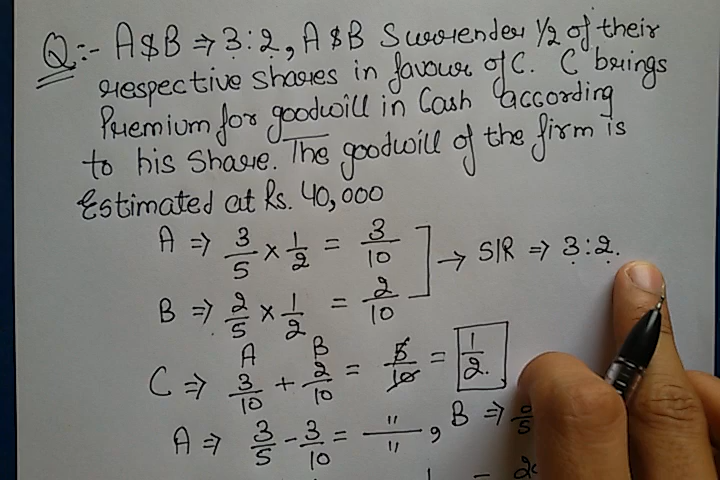 Q:- A $ B ⇒ 3:2, A $ B Surrender 1/2 of their
respective shares in favour of C. C brings
Premium for goodwill in Cash according
to his Share. The goodwill of the firm is
Estimated at Rs. 40,000
A ⇒ 3/5 × 1/2 = 3/10
→ S|R ⇒ 3:2.
B ⇒ 2/5 × 1/2 = 2/10
A B
C ⇒ 3/10 + 2/10 = 5/10 = 1/2.
A ⇒ 3/5 - 3/10 = "/" , B ⇒